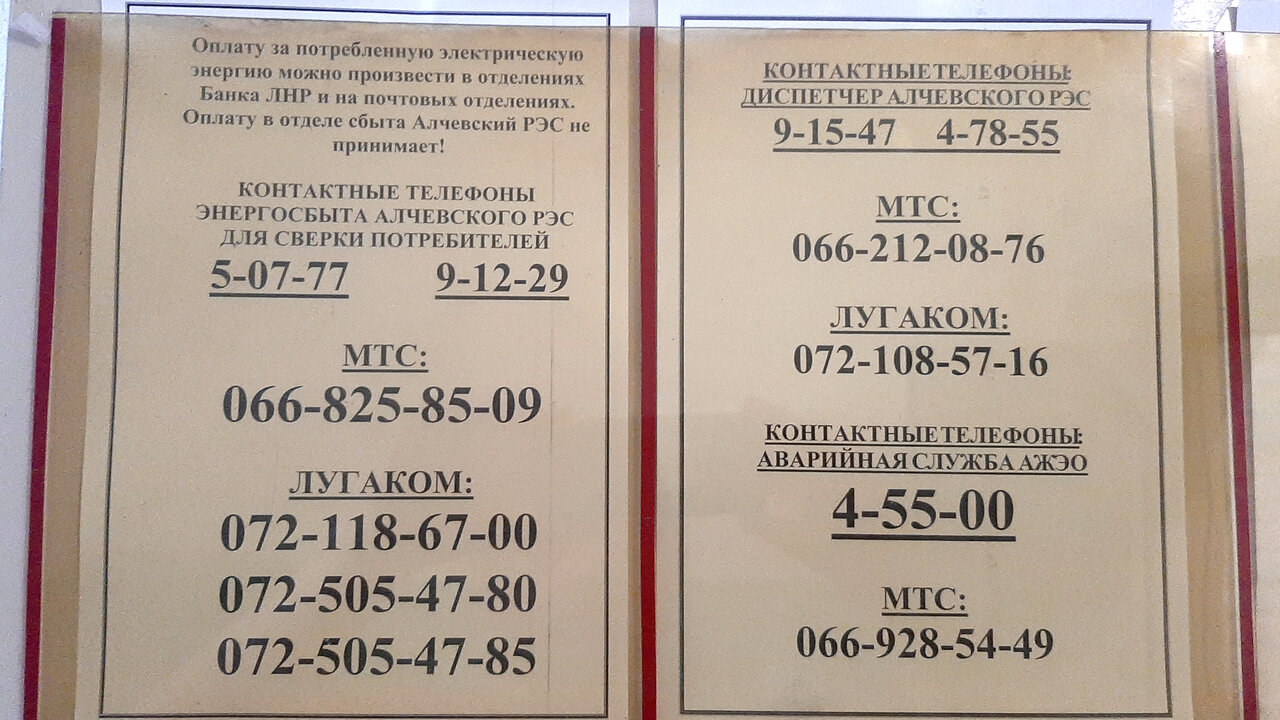 Оплату за потребленную электрическую
энергию можно произвести в отделениях
Банка ЛНР и на почтовых отделениях.
Оплату в отделе сбыта Алчевский РЭС не
принимает!
КОНТАКТНЫЕ ТЕЛЕФОНЫ
ЭНЕРГОСБЫТА АЛЧЕВСКОГО РЭС
ДЛЯ СВЕРКИ ПОТРЕБИТЕЛЕЙ
5-07-77 9-12-29
МТС:
066-825-85-09
ЛУГАКОМ:
072-118-67-00
072-505-47-80
072-505-47-85
КОНТАКТНЫЕ ТЕЛЕФОНЫ:
ДИСПЕТЧЕР АЛЧЕВСКОГО РЭС
9-15-47 4-78-55
МТС:
066-212-08-76
ЛУГАКОМ:
072-108-57-16
КОНТАКТНЫЕ ТЕЛЕФОНЫ:
АВАРИЙНАЯ СЛУЖБА АЖЭО
4-55-00
МТС:
066-928-54-49